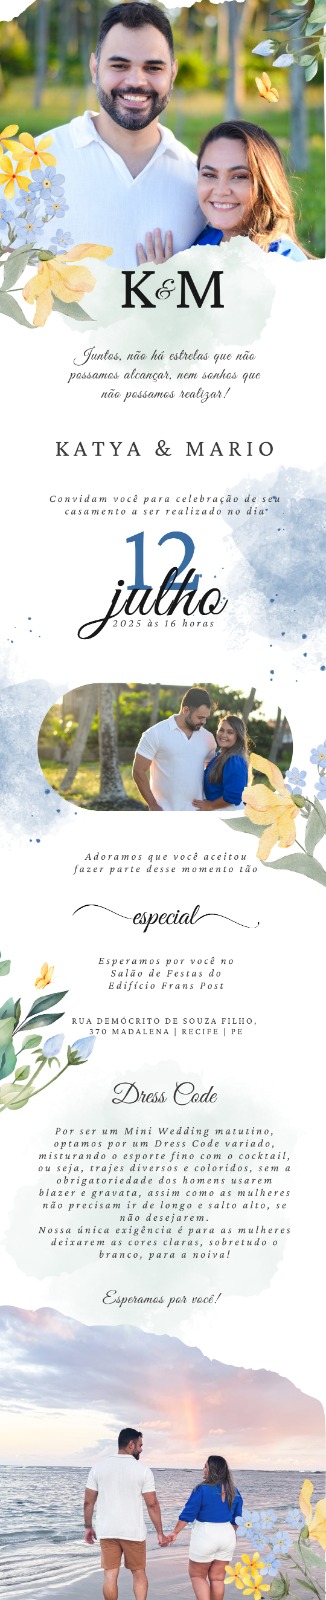 K&M
Juntos, não há estrelas que não
possamos alcançar, nem sonhos que
não possamos realizar!
KATYA & MARIO
Convidam você para celebração de seu
casamento a ser realizado no dia
12
julho
2025 às 16 horas
Adoramos que você aceitou
fazer parte desse momento tão
especial,
Esperamos por você no
Salão de Festas do
Edifício Frans Post
RUA DEMÓCRITO DE SOUZA FILHO,
370 MADALENA | RECIFE | PE
Dress Code
Por ser um Mini Wedding matutino,
optamos por um Dress Code variado,
misturando o esporte fino com o cocktail,
ou seja, trajes diversos e coloridos, sem a
obrigatoriedade dos homens usarem
blazer e gravata, assim como as mulheres
não precisam ir de longo e salto alto, se
não desejarem.
Nossa única exigência é para as mulheres
deixarem as cores claras, sobretudo o
branco, para a noiva!
Esperamos por você!